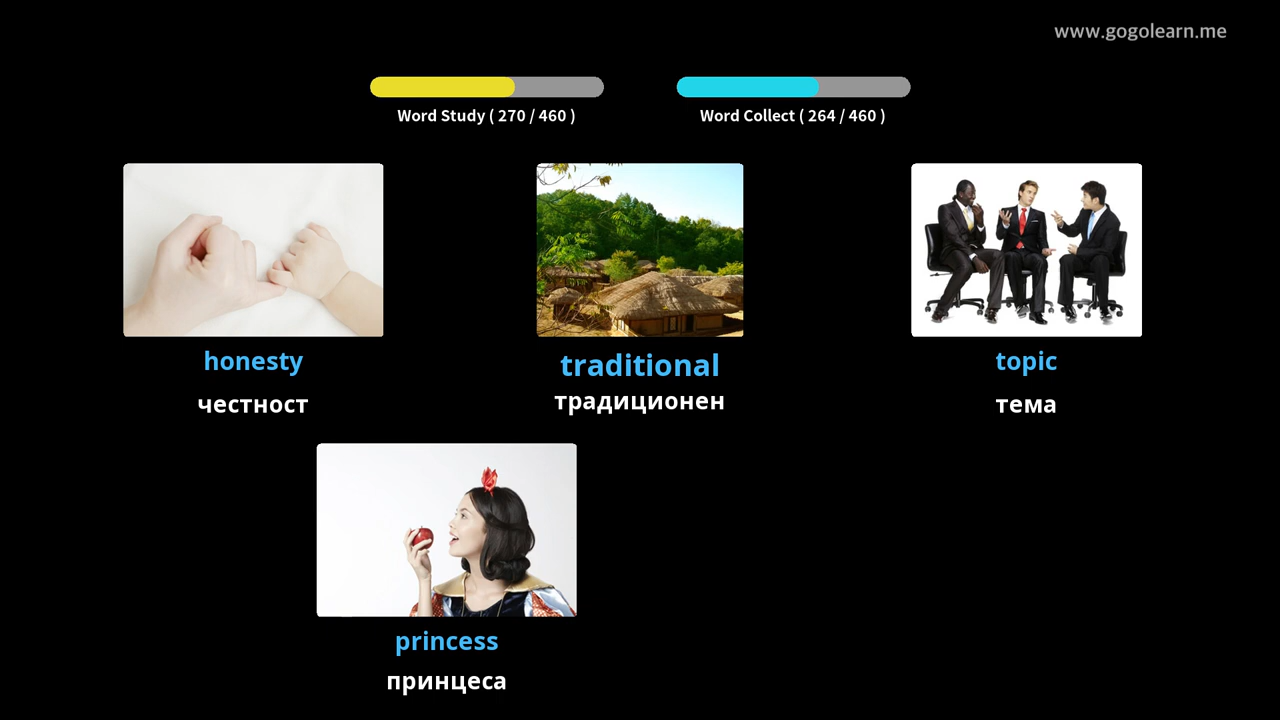 www.gogolearn.me
Word Study ( 270 / 460 )
Word Collect ( 264 / 460 )
honesty
честност
traditional
традиционен
topic
тема
princess
принцеса